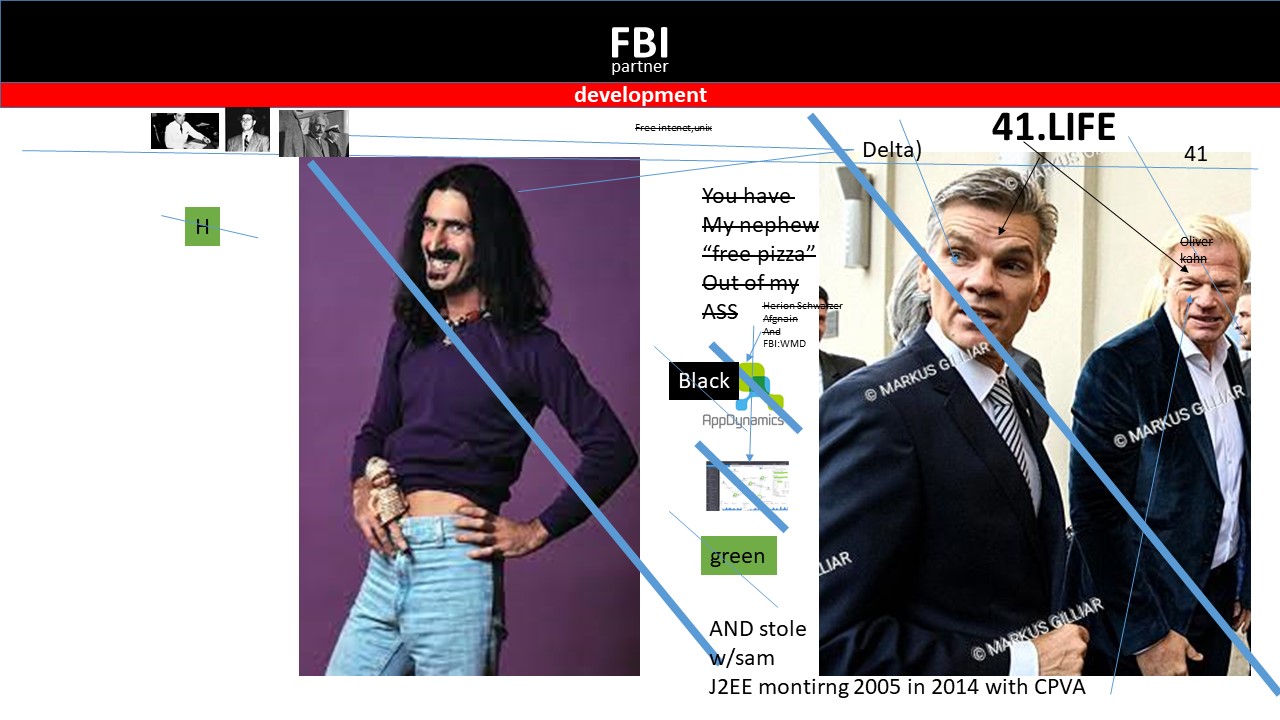 FBI
partner
development
Free intenet,unix
41.LIFE
Delta)
41
H
You have
My nephew
“free pizza”
Out of my
ASS
Oliver
kahn
Herion Schwarzer
Afgnain
And
FBI:WMD
Black
AppDynamics
green
AND stole
w/sam
J2EE montirng 2005 in 2014 with CPVA
© MARKUS GILLIAR
© MARKUS GILLIAR
© MARKUS GILLIAR
LLIAR
© MARKUS GILLIAR